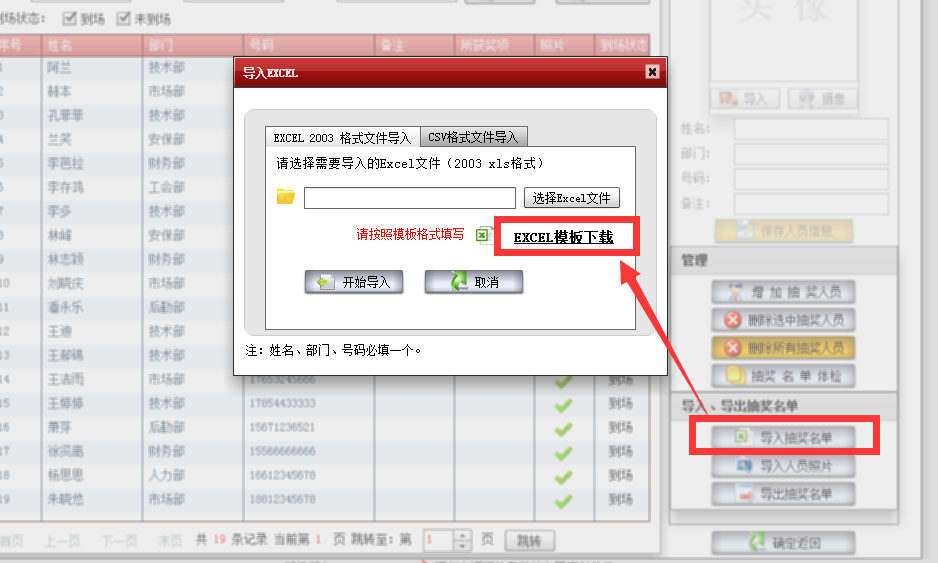 到场状态: 到场 未到场
序号 姓名 部门 号码 备注 所获奖项 照片 到场状态
阿兰 技术部
赫本 市场部
孔菲菲 技术部
兰芙 安保部
李芭拉 财务部
李存玮 工会部
李多 技术部
林峰 安保部
林志颖 财务部
10 刘晓庆 市场部
11 潘永乐 后勤部
12 王迪 技术部
13 王郝锦 技术部
14 王洁雨 市场部 17653245666 到场
15 王婷婷 技术部 17854433333 到场
16 萧芽 后勤部 15671236521 到场
17 财务部 15566666666 到场
18 杨思思 人力部 16612345678 到场
19 朱晓悠 市场部 18812345678 到场
首页 上一页 下一页 末页 共 19 条记录 当前第 1 页 跳转至: 第 1 页 跳转
导入EXCEL
EXCEL 2003 格式文件导入 CSV格式文件导入
请选择需要导入的Excel文件（2003 xls格式）
选择Excel文件
请按照模板格式填写 EXCEL模板下载
开始导入 取消
注: 姓名、部门、号码必填一个。
头 像
导入 摄像
姓名:
部门:
号码:
备注:
保存人员信息
管理
增 加 抽 奖人员
删除选中抽奖人员
删除所有抽奖人员
抽奖 名 单 体检
导入、导出抽奖名单
导入抽奖名单
导入人员照片
导出抽奖名单
确定返回